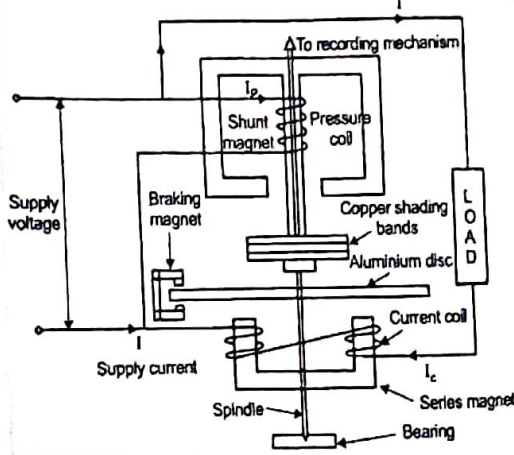 I
To recording mechanism
Ip
Shunt
magnet
Pressure
coil
Supply
voltage
Braking
magnet
Copper shading
bands
L
O
A
D
Aluminium disc
Current coil
I
Supply current
Ic
Series magnet
Spindle
Bearing